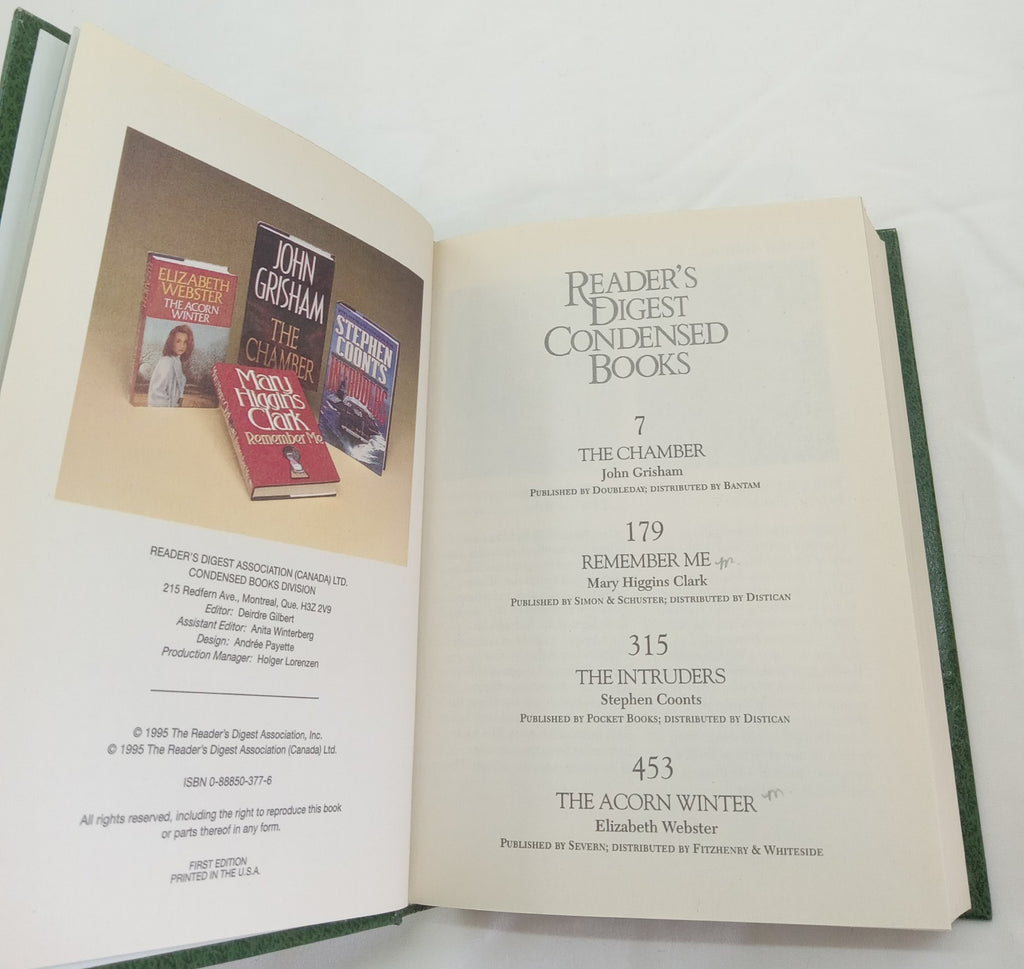 ELIZABETH
WEBSTER
THE ACORN
WINTER
JOHN
GRISHAM
THE
CHAMBER
STEPHEN
COONTS
Mary
Higgins
Clark
Remember Me
READER'S DIGEST ASSOCIATION (CANADA) LTD.
CONDENSED BOOKS DIVISION
215 Redfern Ave., Montreal, Que. H3Z 2V9
Editor: Deirdre Gilbert
Assistant Editor: Anita Winterberg
Design: Andrée Payette
Production Manager: Holger Lorenzen
© 1995 The Reader's Digest Association, Inc.
© 1995 The Reader's Digest Association (Canada) Ltd.
ISBN 0-88850-377-6
All rights reserved, including the right to reproduce this book
or parts thereof in any form.
FIRST EDITION
PRINTED IN THE U.S.A.
READER'S
DIGEST
CONDENSED
BOOKS
7
THE CHAMBER
John Grisham
PUBLISHED BY DOUBLEDAY; DISTRIBUTED BY BANTAM
179
REMEMBER ME
Mary Higgins Clark
PUBLISHED BY SIMON & SCHUSTER; DISTRIBUTED BY DISTICAN
315
THE INTRUDERS
Stephen Coonts
PUBLISHED BY POCKET BOOKS; DISTRIBUTED BY DISTICAN
453
THE ACORN WINTER
Elizabeth Webster
PUBLISHED BY SEVERN; DISTRIBUTED BY FITZHENRY & WHITESIDE